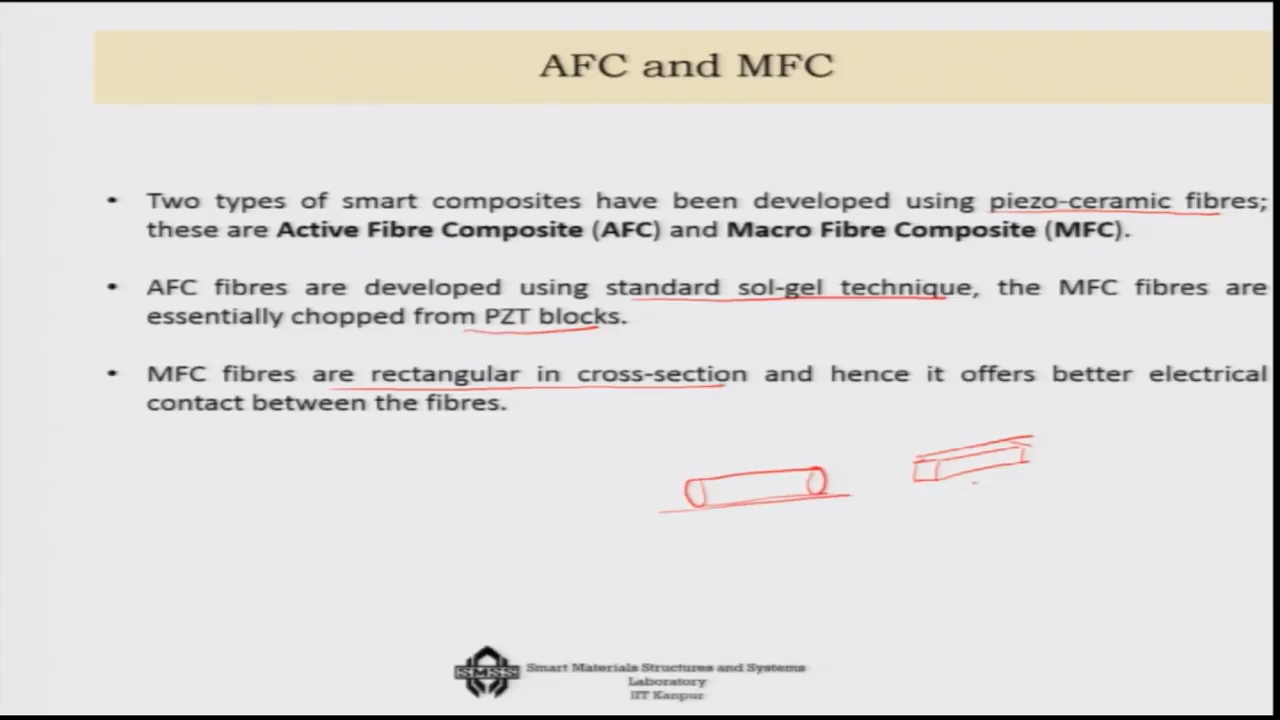 AFC and MFC
• Two types of smart composites have been developed using piezo-ceramic fibres;
these are Active Fibre Composite (AFC) and Macro Fibre Composite (MFC).
• AFC fibres are developed using standard sol-gel technique, the MFC fibres are
essentially chopped from PZT blocks.
• MFC fibres are rectangular in cross-section and hence it offers better electrical
contact between the fibres.
SMSS
Smart Materials Structures and Systems
Laboratory
IIT Kanpur